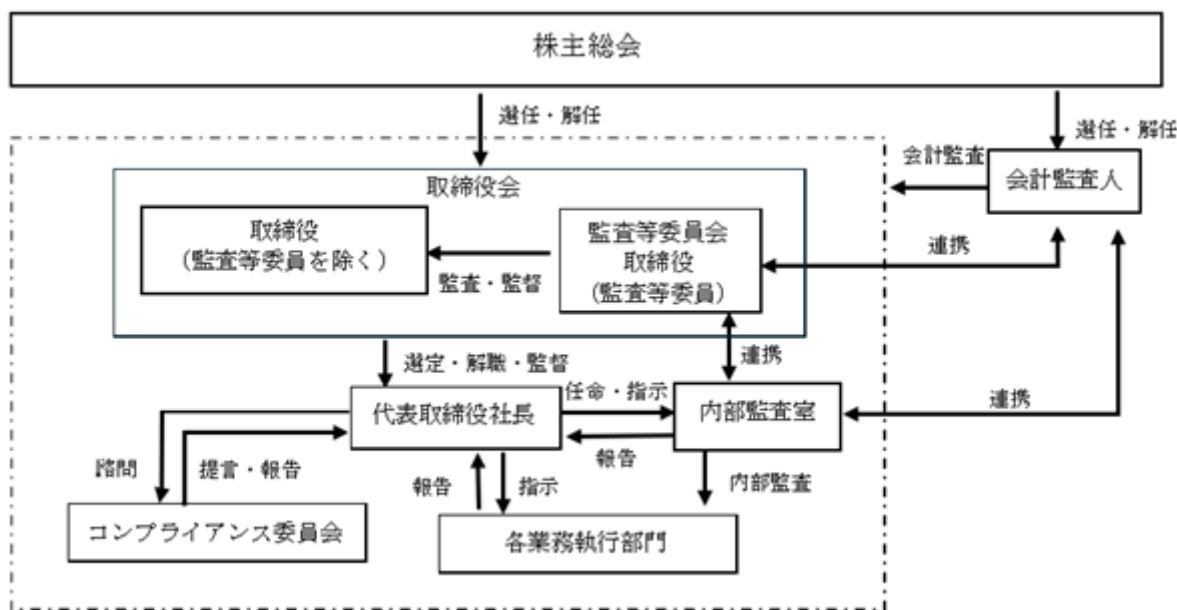 株主総会
選任・解任
選任・解任
会計監査
会計監査人
取締役会
取締役
(監査等委員を除く)
監査・監督
監査等委員会
取締役
(監査等委員)
連携
選定・解職・監督
連携
代表取締役社長
任命・指示
内部監査室
連携
報告
諮問
提言・報告
報告
指示
内部監査
コンプライアンス委員会
各業務執行部門